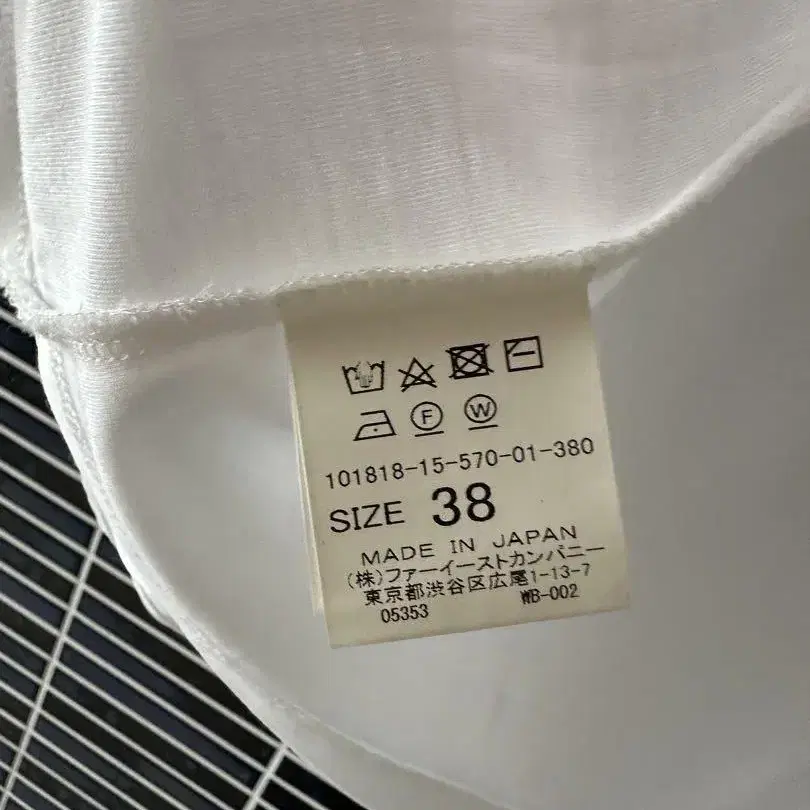 F W
101818-15-570-01-380
SIZE 38
MADE IN JAPAN
(株)ファーイーストカンパニー
東京都渋谷区広尾1-13-7
05353 WB-002